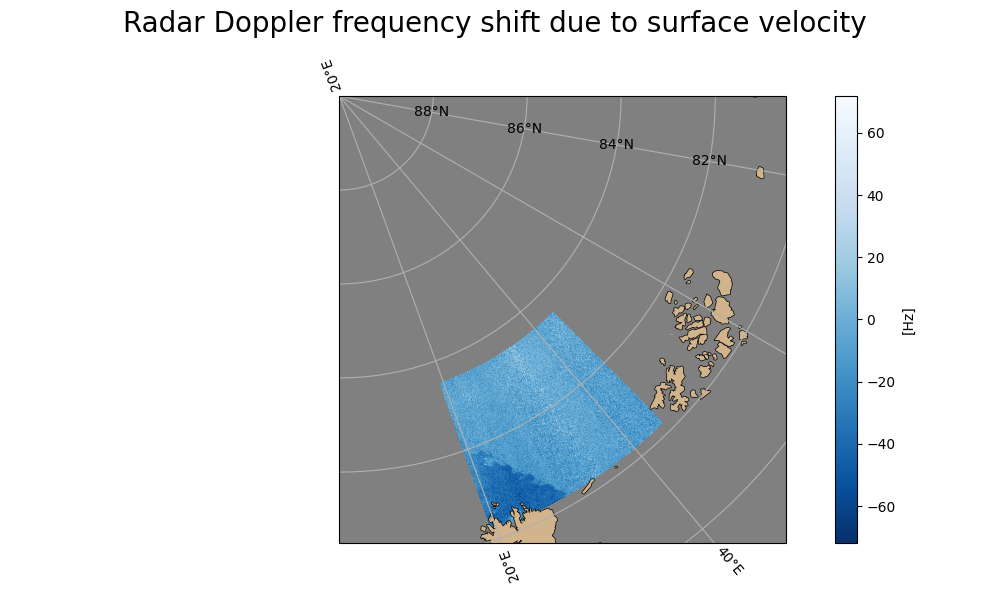 Radar Doppler frequency shift due to surface velocity
20°E
88°N
86°N
84°N
82°N
60
40
20
0
−20
−40
−60
[Hz]
20°E
40°E